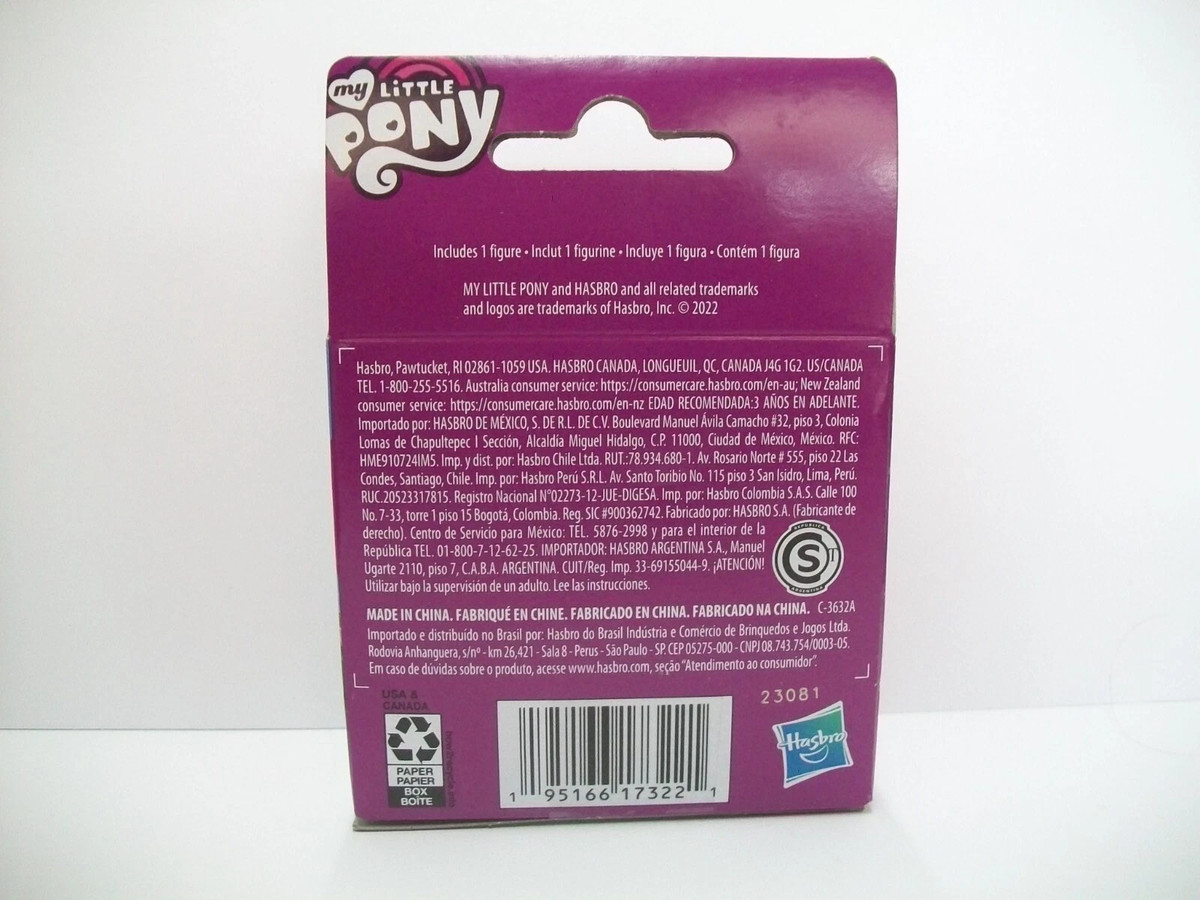 my LiTTLE
PONY
Includes 1 figure • Inclut 1 figurine • Incluye 1 figura • Contém 1 figura
MY LITTLE PONY and HASBRO and all related trademarks
and logos are trademarks of Hasbro, Inc. © 2022
Hasbro, Pawtucket, RI 02861-1059 USA. HASBRO CANADA, LONGUEUIL, QC, CANADA J4G 1G2. US/CANADA
TEL. 1-800-255-5516. Australia consumer service: https://consumercare.hasbro.com/en-au; New Zealand
consumer service: https://consumercare.hasbro.com/en-nz EDAD RECOMENDADA:3 AÑOS EN ADELANTE.
Importado por: HASBRO DE MÉXICO, S. DE R.L. DE C.V. Boulevard Manuel Ávila Camacho #32, piso 3, Colonia
Lomas de Chapultepec I Sección, Alcaldía Miguel Hidalgo, C.P. 11000, Ciudad de México, México. RFC:
HME910724IM5. Imp. y dist. por: Hasbro Chile Ltda. RUT.:78.934.680-1. Av. Rosario Norte # 555, piso 22 Las
Condes, Santiago, Chile. Imp. por: Hasbro Perú S.R.L. Av. Santo Toribio No. 115 piso 3 San Isidro, Lima, Perú.
RUC.20523317815. Registro Nacional N°02273-12-JUE-DIGESA. Imp. por: Hasbro Colombia S.A.S. Calle 100
No. 7-33, torre 1 piso 15 Bogotá, Colombia. Reg. SIC #900362742. Fabricado por: HASBRO S.A. (Fabricante de
derecho). Centro de Servicio para México: TEL. 5876-2998 y para el interior de la
República TEL. 01-800-7-12-62-25. IMPORTADOR: HASBRO ARGENTINA S.A., Manuel
Ugarte 2110, piso 7, C.A.B.A. ARGENTINA. CUIT/Reg. Imp. 33-69155044-9. ¡ATENCIÓN!
Utilizar bajo la supervisión de un adulto. Lee las instrucciones.
REPUBLICA
S T
ARGENTINA
MADE IN CHINA. FABRIQUÉ EN CHINE. FABRICADO EN CHINA. FABRICADO NA CHINA. C-3632A
Importado e distribuído no Brasil por: Hasbro do Brasil Indústria e Comércio de Brinquedos e Jogos Ltda.
Rodovia Anhanguera, s/nº - km 26,421 - Sala 8 - Perus - São Paulo - SP. CEP 05275-000 - CNPJ 08.743.754/0003-05.
Em caso de dúvidas sobre o produto, acesse www.hasbro.com, seção "Atendimento ao consumidor".
USA &
CANADA
PAPER
PAPIER
BOX
BOÎTE
how2recycle.info
1 95166 17322 1
23081
Hasbro